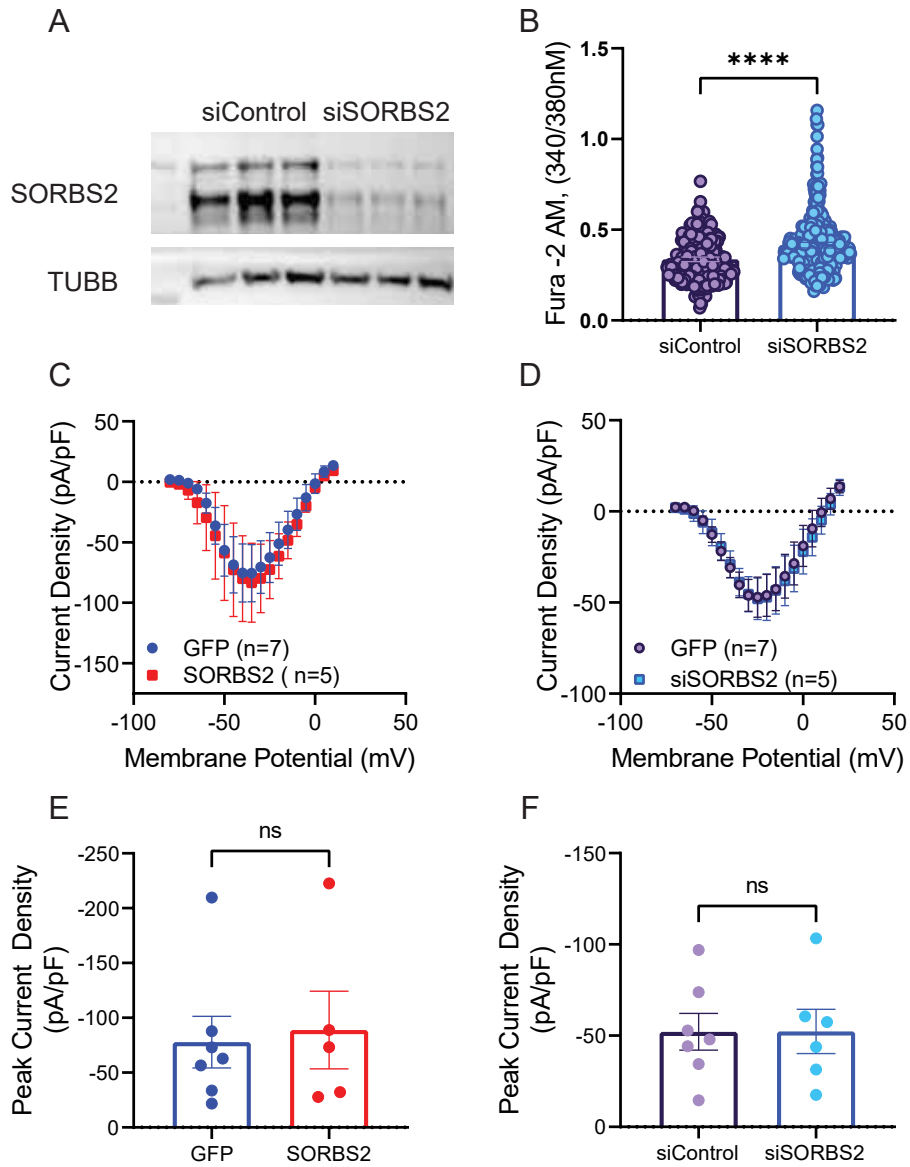 A
siControl siSORBS2
SORBS2
TUBB
B
Fura -2 AM, (340/380nM)
1.5
1.0
0.5
0.0
****
siControl
siSORBS2
C
Current Density (pA/pF)
50
0
-50
-100
-150
GFP (n=7)
SORBS2 ( n=5)
-100
-50
0
50
Membrane Potential (mV)
D
Current Density (pA/pF)
50
0
-50
-100
GFP (n=7)
siSORBS2 (n=5)
-100
-50
0
50
Membrane Potential (mV)
E
Peak Current Density
(pA/pF)
-250
-200
-150
-100
-50
0
ns
GFP
SORBS2
F
Peak Current Density
(pA/pF)
-150
-100
-50
0
ns
siControl
siSORBS2